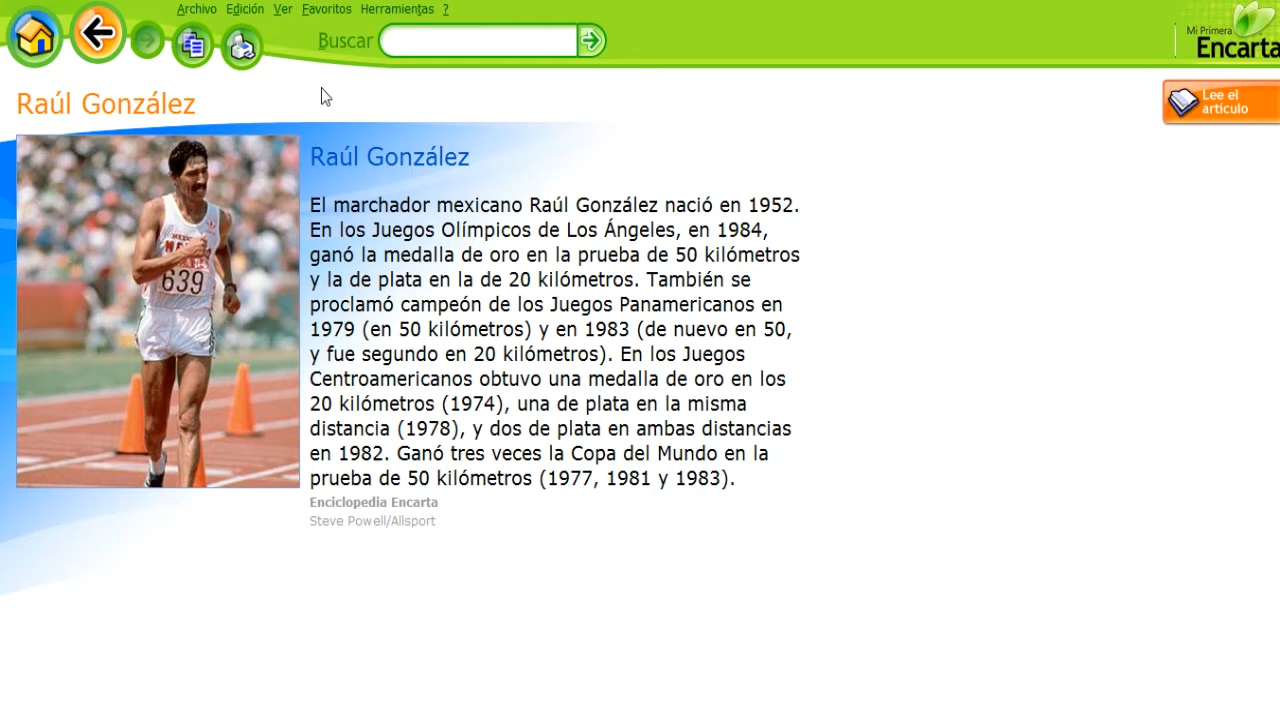 Archivo Edición Ver Favoritos Herramientas ?
Buscar
Mi Primera
Encarta
Raúl González
Lee el
artículo
MEXICO
639
Raúl González
El marchador mexicano Raúl González nació en 1952.
En los Juegos Olímpicos de Los Ángeles, en 1984,
ganó la medalla de oro en la prueba de 50 kilómetros
y la de plata en la de 20 kilómetros. También se
proclamó campeón de los Juegos Panamericanos en
1979 (en 50 kilómetros) y en 1983 (de nuevo en 50,
y fue segundo en 20 kilómetros). En los Juegos
Centroamericanos obtuvo una medalla de oro en los
20 kilómetros (1974), una de plata en la misma
distancia (1978), y dos de plata en ambas distancias
en 1982. Ganó tres veces la Copa del Mundo en la
prueba de 50 kilómetros (1977, 1981 y 1983).
Enciclopedia Encarta
Steve Powell/Allsport